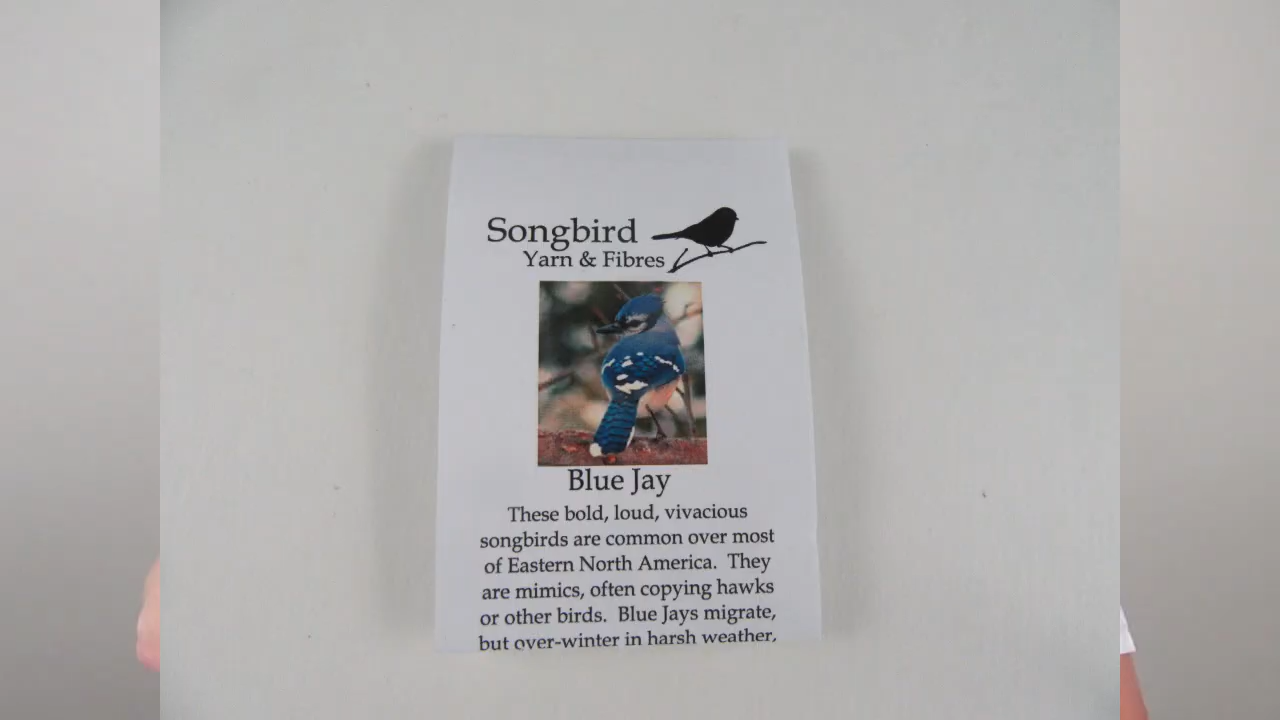 Songbird
Yarn & Fibres
Blue Jay
These bold, loud, vivacious
songbirds are common over most
of Eastern North America. They
are mimics, often copying hawks
or other birds. Blue Jays migrate,
but over-winter in harsh weather,